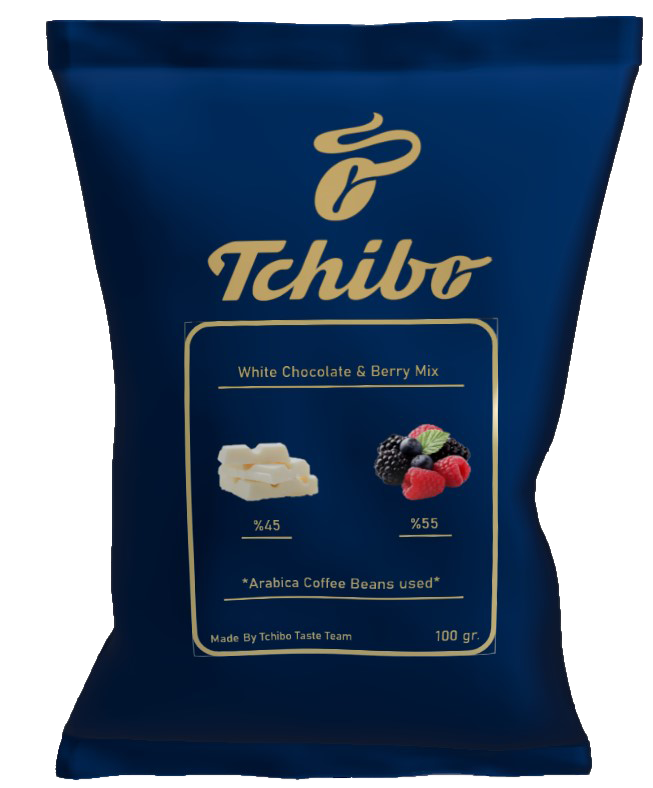 Tchibo
White Chocolate & Berry Mix
%45
%55
*Arabica Coffee Beans used*
Made By Tchibo Taste Team
100 gr.